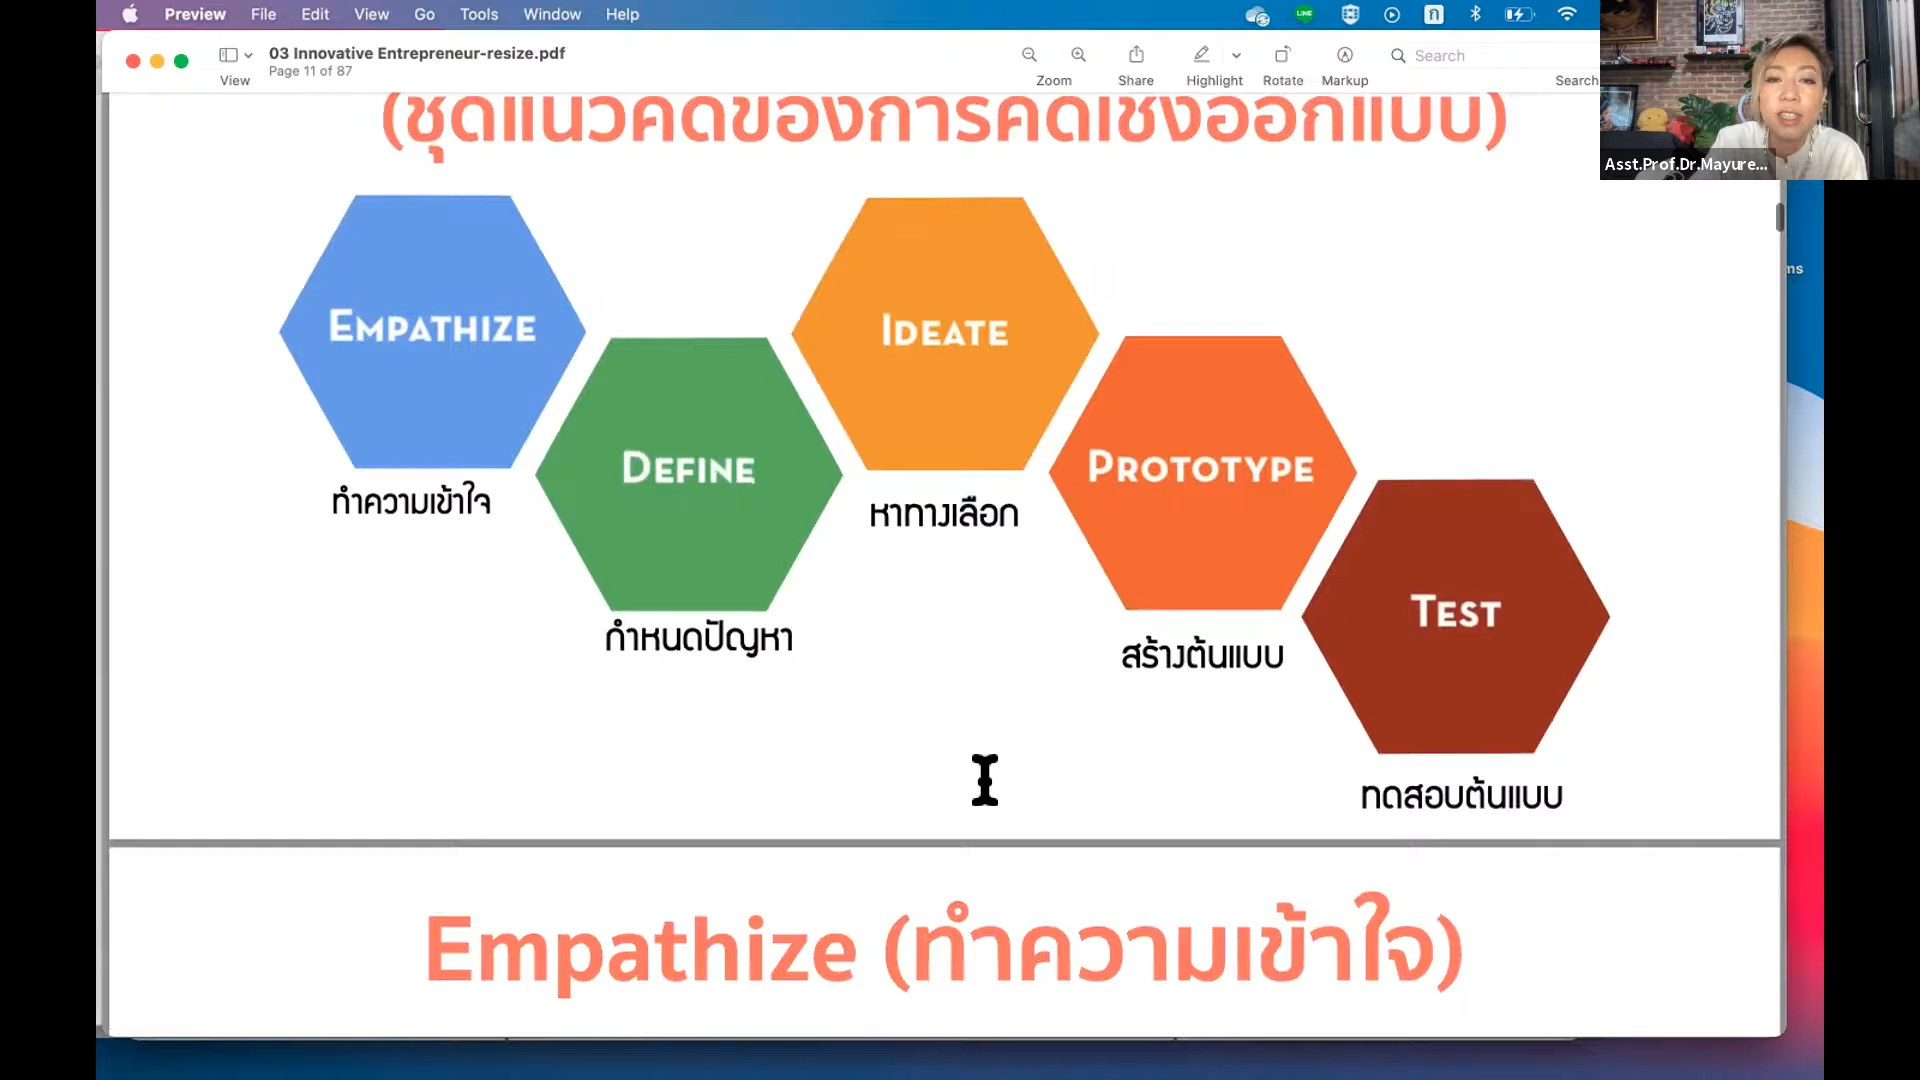 Preview File Edit View Go Tools Window Help
LINE
03 Innovative Entrepreneur-resize.pdf
Page 11 of 87
View
Zoom
Share
Highlight
Rotate
Markup
Search
Search
Asst.Prof.Dr.Mayure...
(ชุดแนวคิดของการคิดเชิงออกแบบ)
EMPATHIZE
ทำความเข้าใจ
DEFINE
กำหนดปัญหา
IDEATE
หาทางเลือก
PROTOTYPE
สร้างต้นแบบ
TEST
ทดสอบต้นแบบ
Empathize (ทำความเข้าใจ)